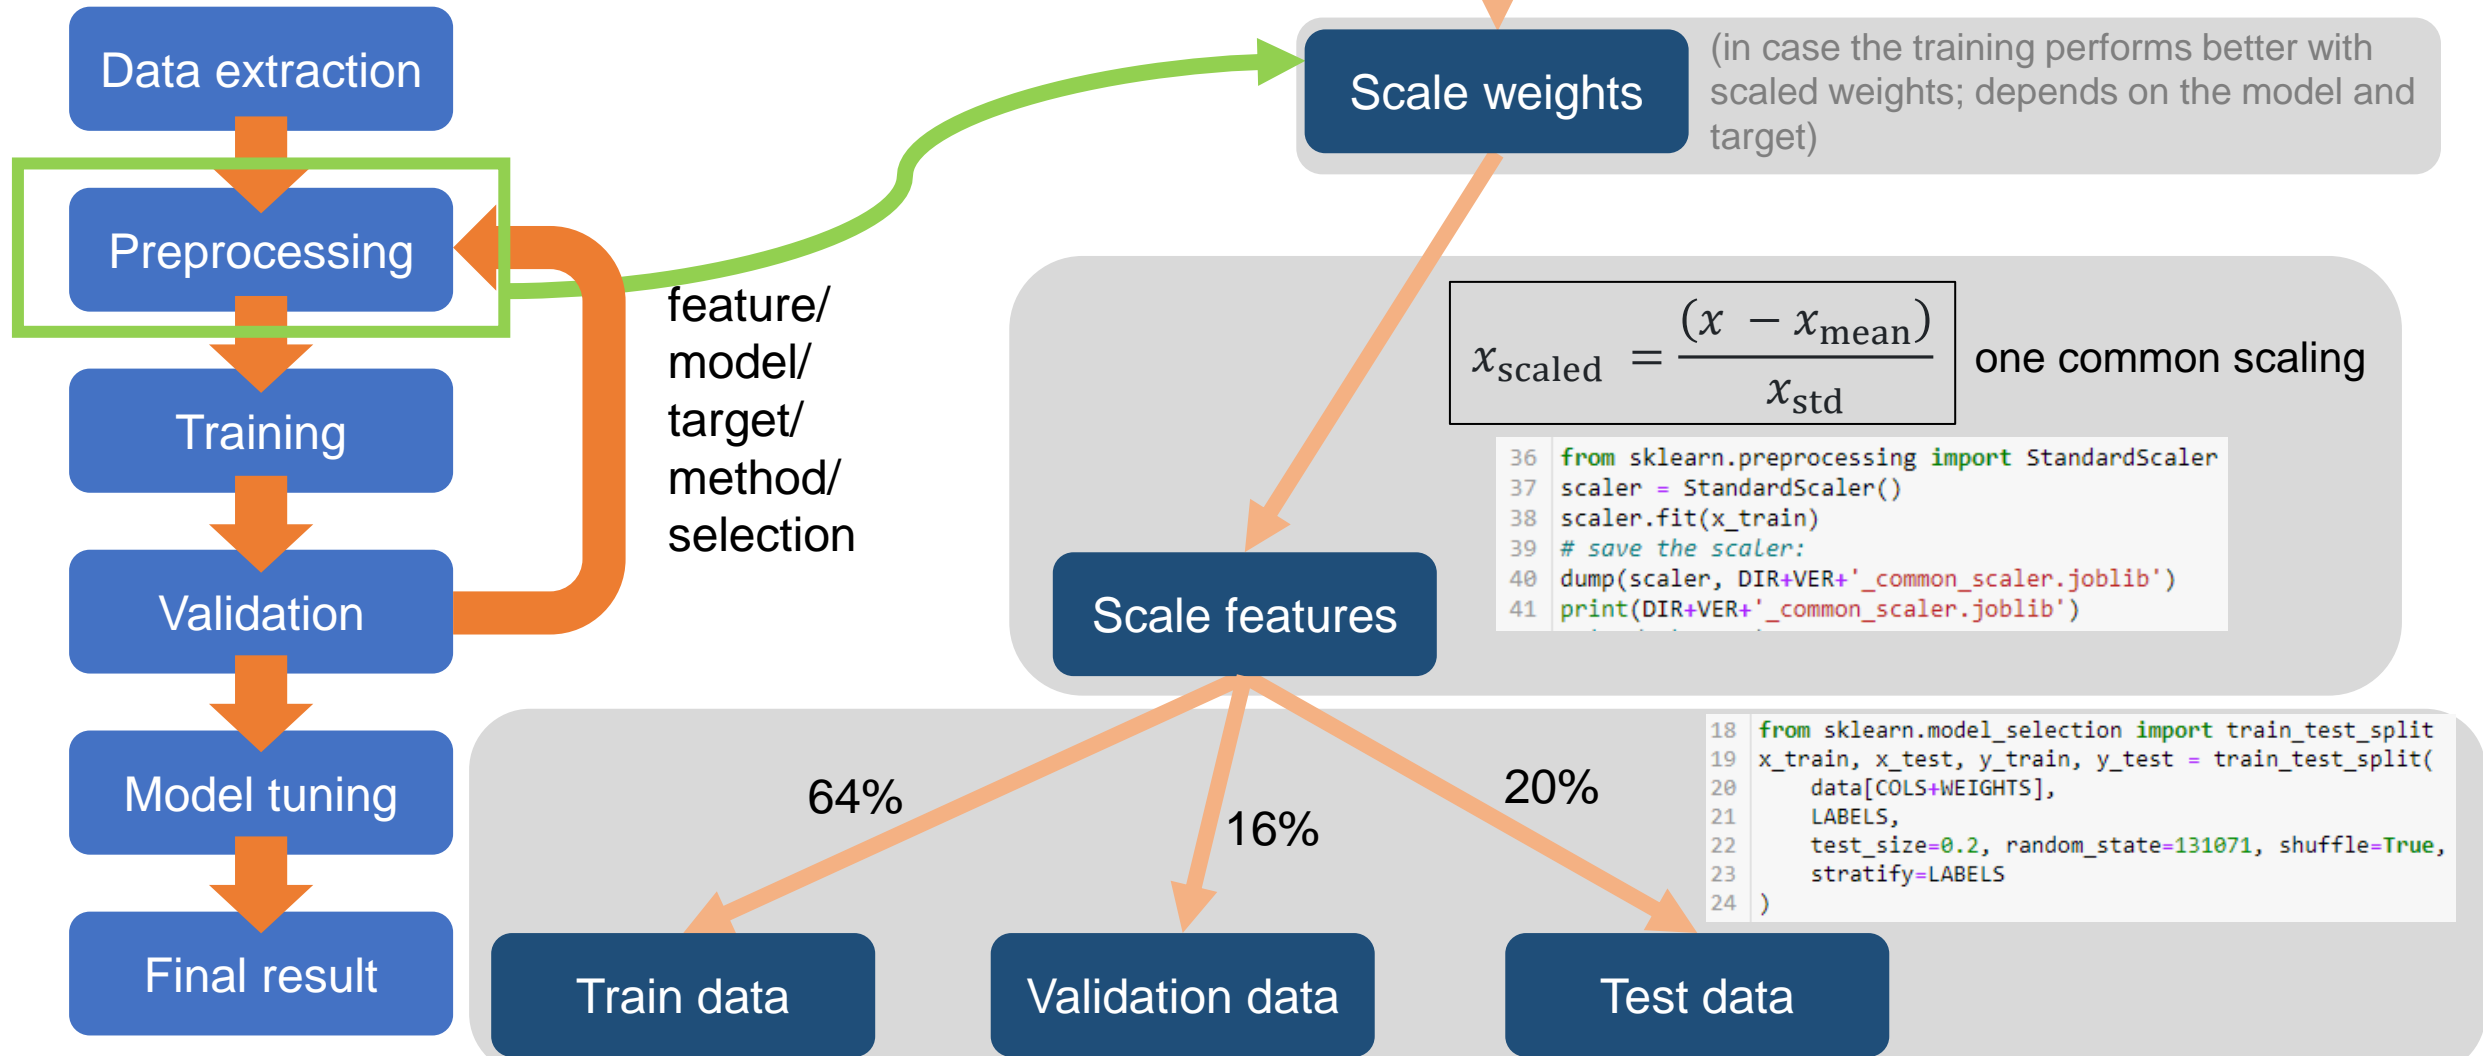 Data extraction
Preprocessing
Training
Validation
Model tuning
Final result
feature/
model/
target/
method/
selection
Scale weights
(in case the training performs better with
scaled weights; depends on the model and
target)
x_scaled = (x − x_mean) / x_std
one common scaling
36 from sklearn.preprocessing import StandardScaler
37 scaler = StandardScaler()
38 scaler.fit(x_train)
39 # save the scaler:
40 dump(scaler, DIR+VER+'_common_scaler.joblib')
41 print(DIR+VER+'_common_scaler.joblib')
Scale features
18 from sklearn.model_selection import train_test_split
19 x_train, x_test, y_train, y_test = train_test_split(
20     data[COLS+WEIGHTS],
21     LABELS,
22     test_size=0.2, random_state=131071, shuffle=True,
23     stratify=LABELS
24 )
64%
16%
20%
Train data
Validation data
Test data